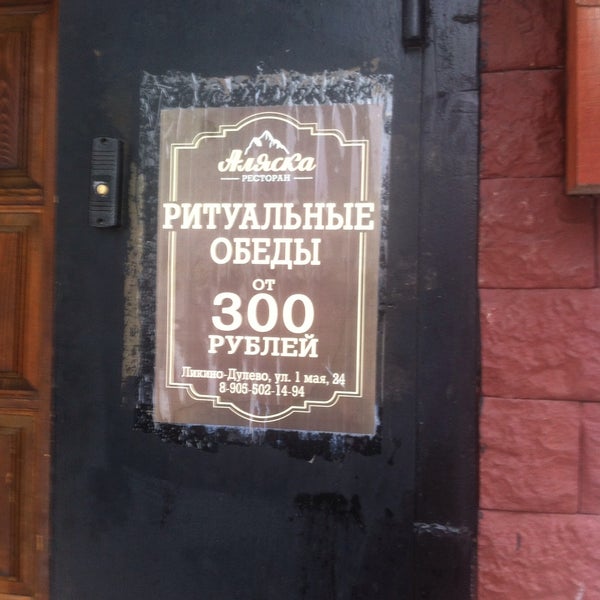 Аляска
РЕСТОРАН
РИТУАЛЬНЫЕ
ОБЕДЫ
ОТ
300
РУБЛЕЙ
Ликино-Дулево, ул. 1 мая, 24
8-905-502-14-94